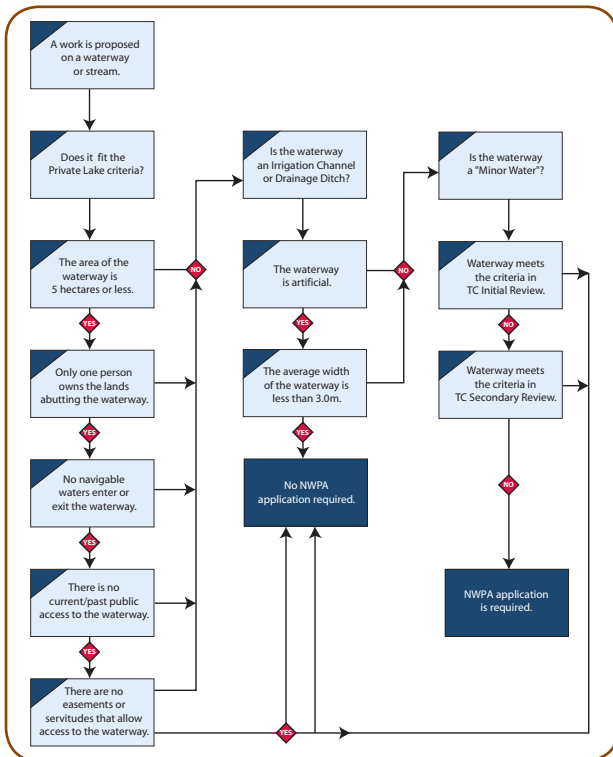 A work is proposed
on a waterway
or stream.
Does it fit the
Private Lake criteria?
The area of the
waterway is
5 hectares or less.
NO
YES
Only one person
owns the lands
abutting the waterway.
YES
No navigable
waters enter or
exit the waterway.
YES
There is no
current/past public
access to the waterway.
YES
There are no
easements or
servitudes that allow
access to the waterway.
YES
Is the waterway
an Irrigation Channel
or Drainage Ditch?
The waterway
is artificial.
NO
YES
The average width
of the waterway is
less than 3.0m.
YES
No NWPA
application required.
Is the waterway
a "Minor Water"?
Waterway meets
the criteria in
TC Initial Review.
NO
Waterway meets
the criteria in
TC Secondary Review.
NO
NWPA application
is required.